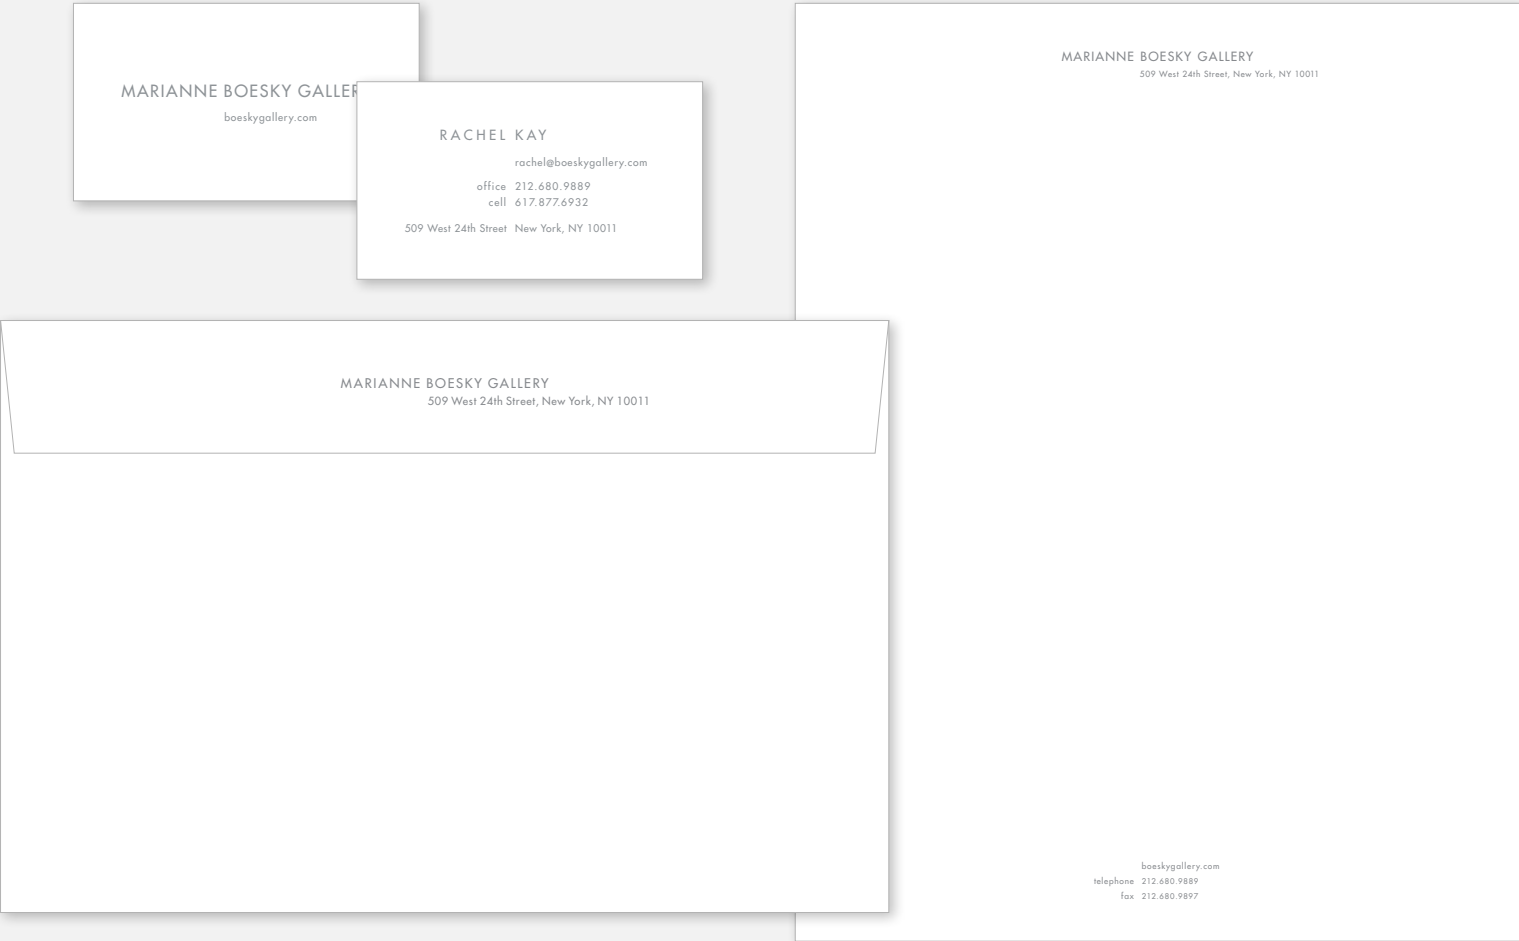 MARIANNE BOESKY GALLER
boeskygallery.com
RACHEL KAY
rachel@boeskygallery.com
office 212.680.9889
cell 617.877.6932
509 West 24th Street New York, NY 10011
MARIANNE BOESKY GALLERY
509 West 24th Street, New York, NY 10011
MARIANNE BOESKY GALLERY
509 West 24th Street, New York, NY 10011
boeskygallery.com
telephone 212.680.9889
fax 212.680.9897